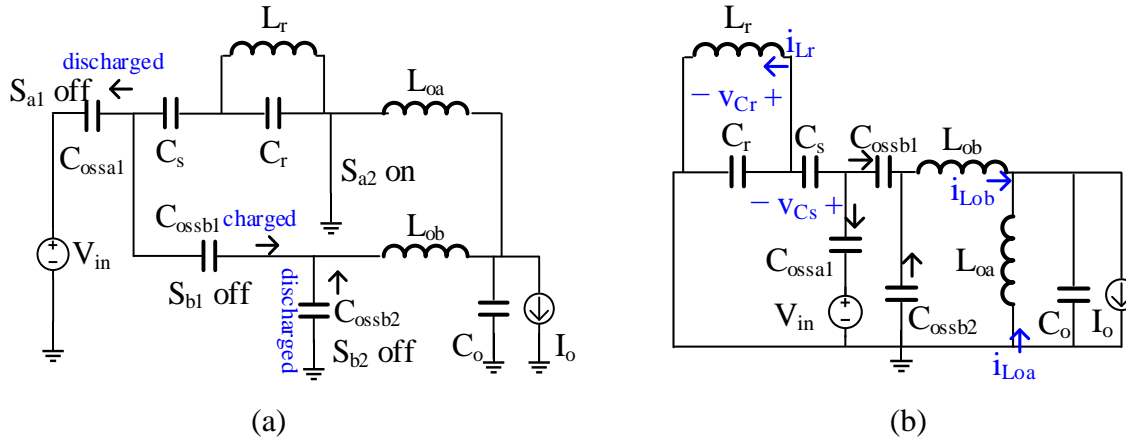 L_r
discharged
S_a1 off
L_oa
C_ossa1
C_s
C_r
S_a2 on
C_ossb1 charged
L_ob
V_in
S_b1 off
discharged
C_ossb2
S_b2 off
C_o
I_o
(a)
L_r
i_Lr
− v_Cr +
C_r
C_s
C_ossb1
L_ob
− v_Cs +
i_Lob
C_ossa1
L_oa
V_in
C_ossb2
C_o
I_o
i_Loa
(b)